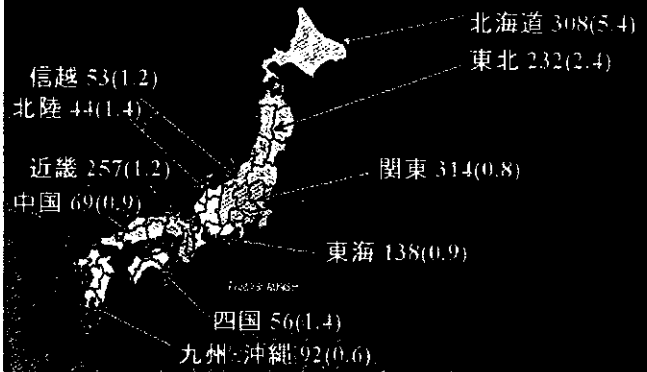 北海道 308(5.4)
東北 232(2.4)
信越 53(1.2)
北陸 44(1.4)
近畿 257(1.2)
関東 314(0.8)
中国 69(0.9)
東海 138(0.9)
四国 56(1.4)
九州·沖縄 92(0.6)